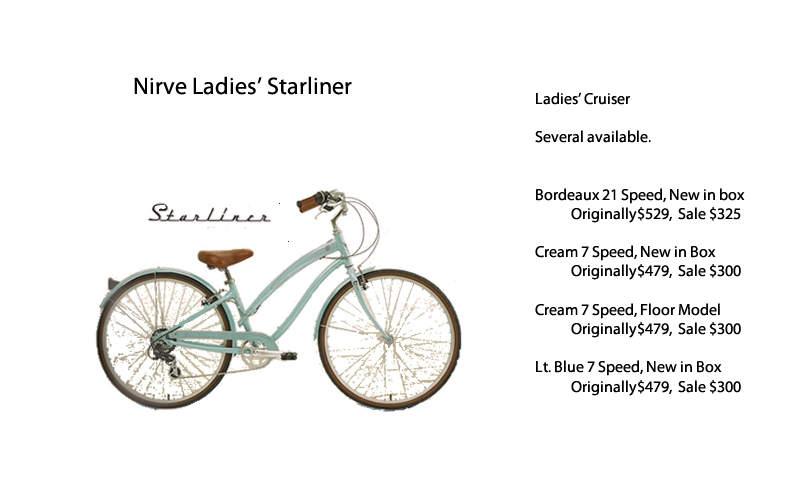 Nirve Ladies’ Starliner
Starliner
Ladies’ Cruiser
Several available.
Bordeaux 21 Speed, New in box
Originally$529, Sale $325
Cream 7 Speed, New in Box
Originally$479, Sale $300
Cream 7 Speed, Floor Model
Originally$479, Sale $300
Lt. Blue 7 Speed, New in Box
Originally$479, Sale $300